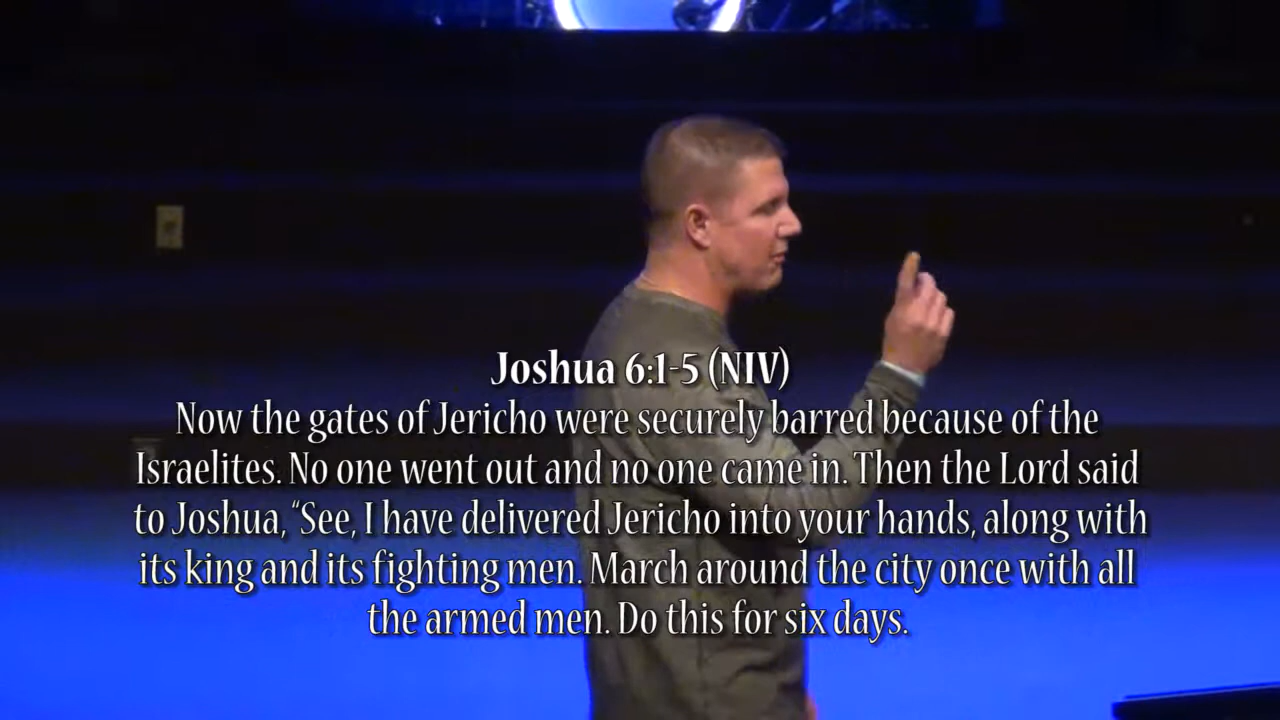 Joshua 6:1-5 (NIV)
Now the gates of Jericho were securely barred because of the
Israelites. No one went out and no one came in. Then the Lord said
to Joshua, “See, I have delivered Jericho into your hands, along with
its king and its fighting men. March around the city once with all
the armed men. Do this for six days.